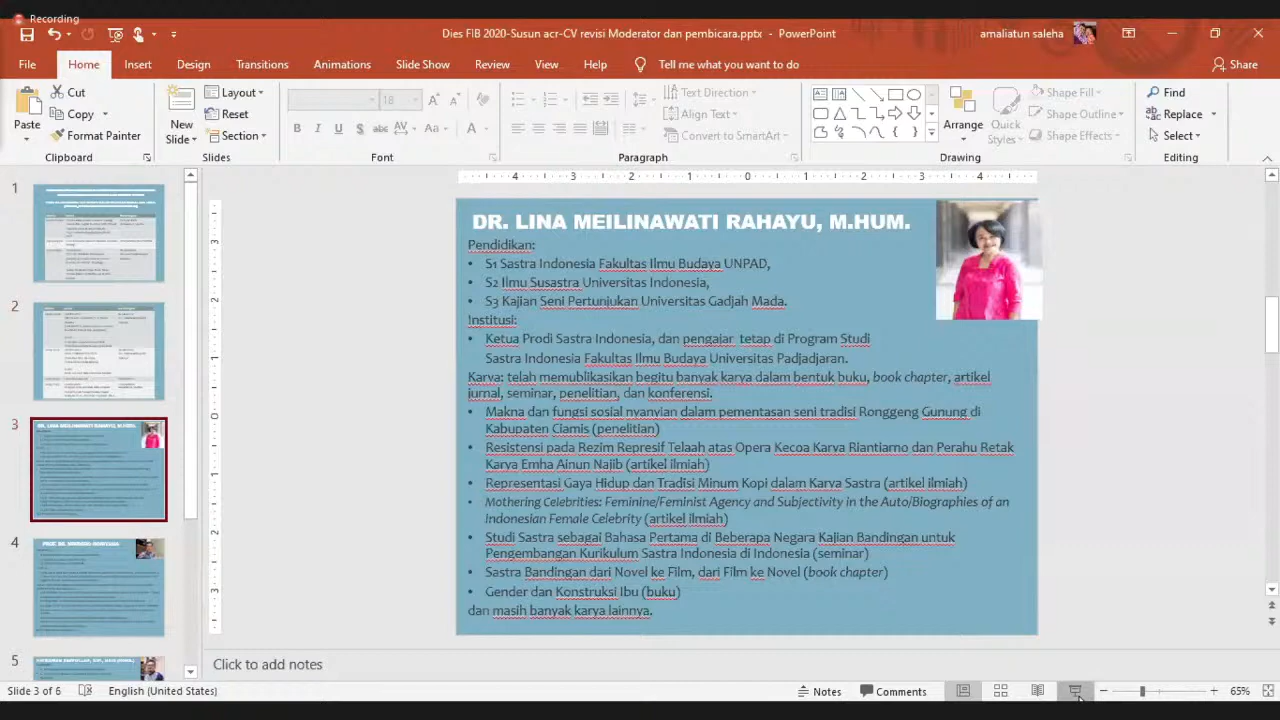 Recording
Dies FIB 2020-Susun acr-CV revisi Moderator dan pembicara.pptx - PowerPoint
amaliatun saleha
File Home Insert Design Transitions Animations Slide Show Review View Help Tell me what you want to do Share
Paste
Cut
Copy
Format Painter
Clipboard
New Slide
Layout
Reset
Section
Slides
18
Font
Text Direction
Align Text
Convert to SmartArt
Paragraph
Arrange
Quick Styles
Shape Fill
Shape Outline
Shape Effects
Drawing
Find
Replace
Select
Editing
1
2
3
4
5
MEILINAWATI M.HUM.
Pendidikan:
• S1 Sastra Indonesia Fakultas Ilmu Budaya UNPAD,
Ilmu Susastra Universitas Indonesia,
• S3 Kajian Seni Pertunjukan Universitas Gadjah Mada.
Institusi:
Prodi Sastra Indonesia, dan tetap di Program Studi
Sastra Indonesia Fakultas Ilmu Budaya Universitas Padjadjaran.
begitu banyak buku, book chapter, artikel
jurnal, seminar, penelitian, dan konferensi.
Makna dan fungsi sosial nyanyian dalam pementasan seni tradisi Ronggeng Gunung di
Kabupaten Ciamis (penelitian)
Resistensi pada Rezim Represif Telaah atas Opera Kecoa Karya Riantiarno dan Perahu Retak
Karya Emha Ainun Najib (artikel ilmiah)
Representasi Gaya Hidup dan Tradisi Minum Kopi dalam Karya Sastra (artikel ilmiah)
Mothering Celebrities: Feminine/Feminist Agency and Subjectivity in the Auto/Biographies of an
Indonesian Female Celebrity (artikel ilmiah)
Studi Sastra sebagai Bahasa Pertama di Beberapa Negara Kajian Bandingan untuk
Pengembangan Kurikulum Sastra Indonesia di Indonesia (seminar)
Sastra Bandingan dari Novel ke Film, dari Film ke Novel (book chapter)
• Gender dan Konstruksi Ibu (buku)
dan masih banyak karya lainnya.
Click to add notes
Slide 3 of 6 English (United States) Notes Comments 65%